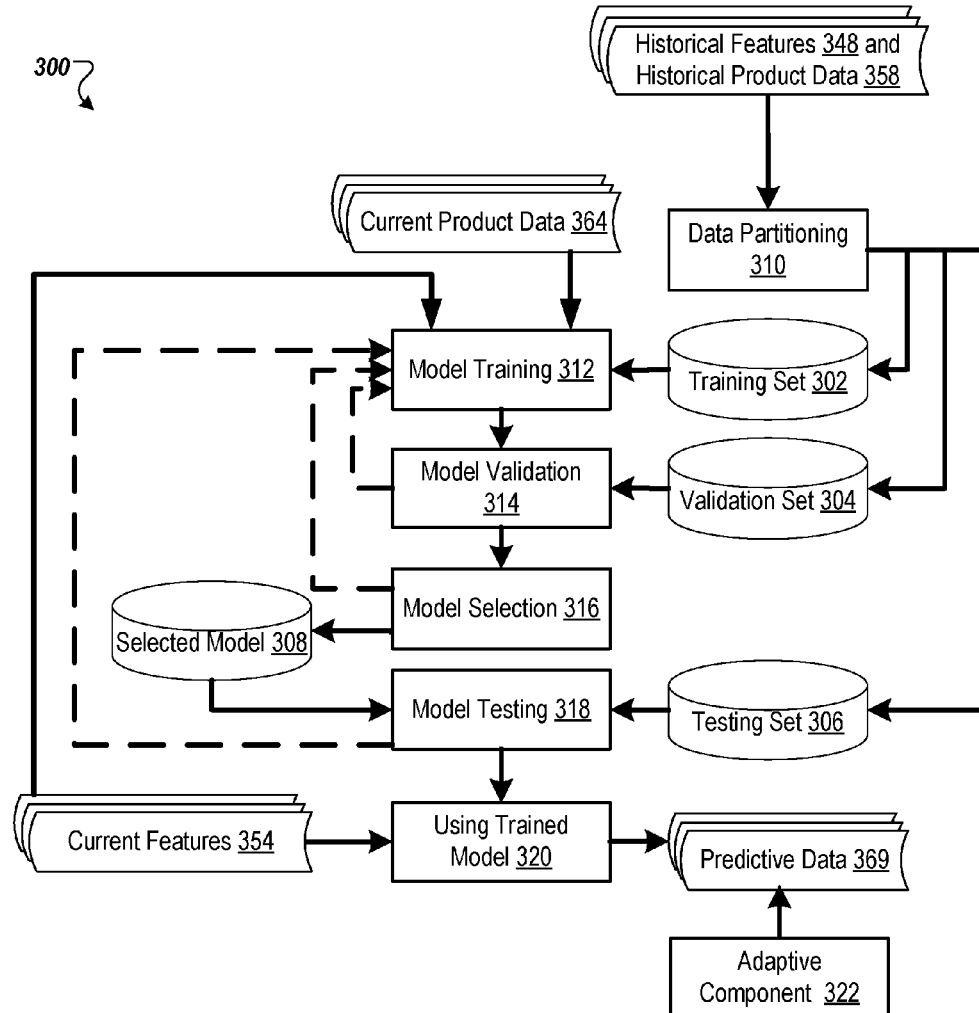 Historical Features 348 and
Historical Product Data 358
300
Current Product Data 364
Data Partitioning
310
Model Training 312
Training Set 302
Model Validation
314
Validation Set 304
Model Selection 316
Selected Model 308
Model Testing 318
Testing Set 306
Current Features 354
Using Trained
Model 320
Predictive Data 369
Adaptive
Component 322